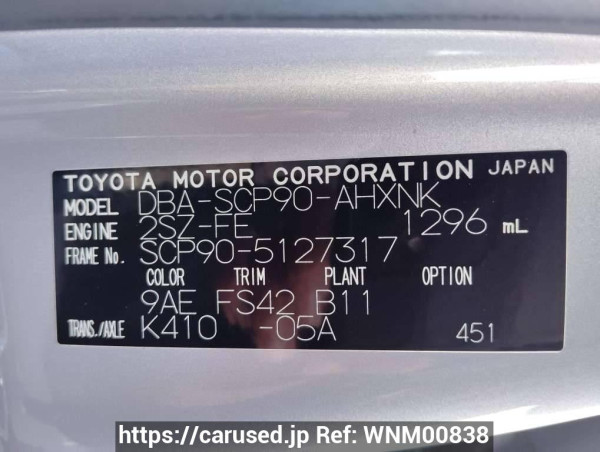 TOYOTA MOTOR CORPORATION JAPAN
MODEL DBA-SCP90-AHXNK
ENGINE 2SZ-FE 1296 mL
FRAME No. SCP90-5127317
COLOR TRIM PLANT OPTION
9AE FS42 B11
TRANS./AXLE K410 -05A 451
https://carused.jp Ref: WNM00838